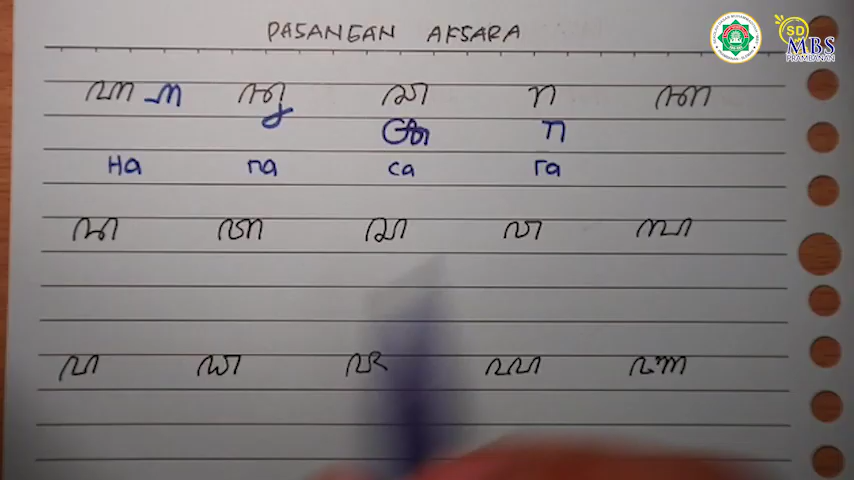 PASANGAN AKSARA
SD
MBS
PRAMBANAN
ꦲ ꦤ ꦕ ꦫ ꦏ
Ha na ca ra
ꦢ ꦠ ꦱ ꦮ ꦭ
ꦥ ꦝ ꦗ ꦪ ꦚ